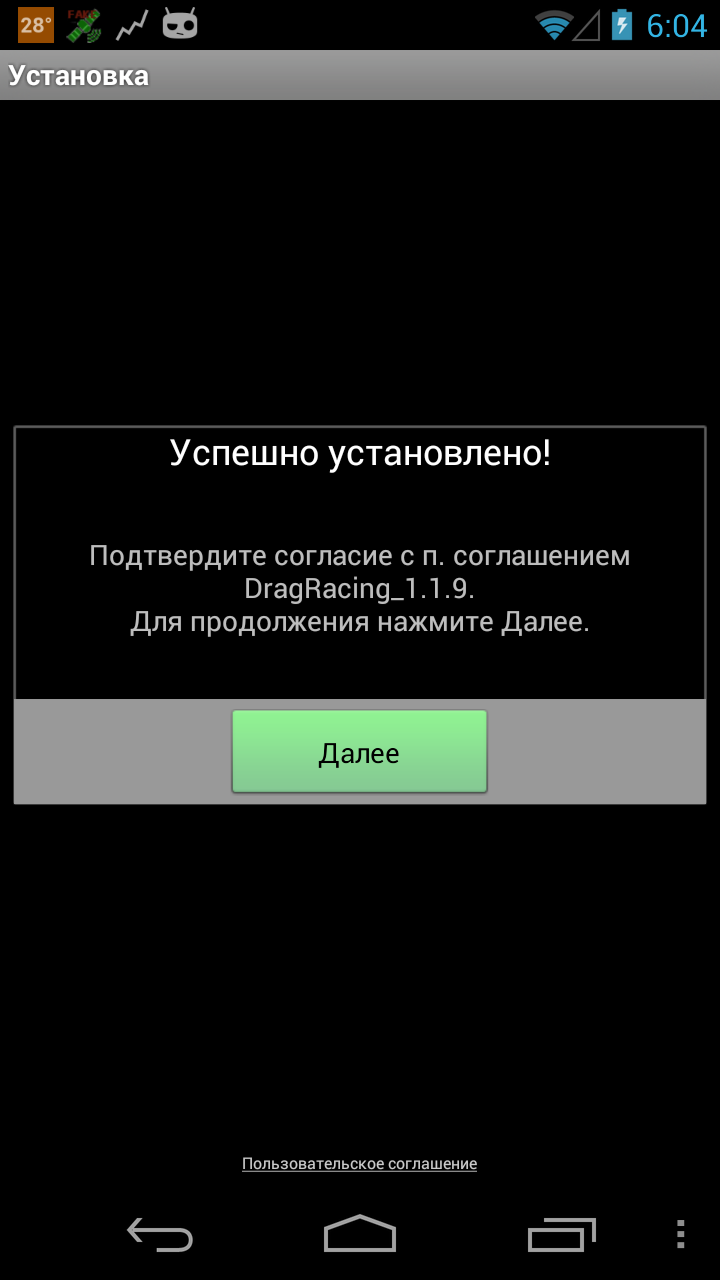 28° FAKE 6:04
Установка
Успешно установлено!
Подтвердите согласие с п. соглашением
DragRacing_1.1.9.
Для продолжения нажмите Далее.
Далее
Пользовательское соглашение